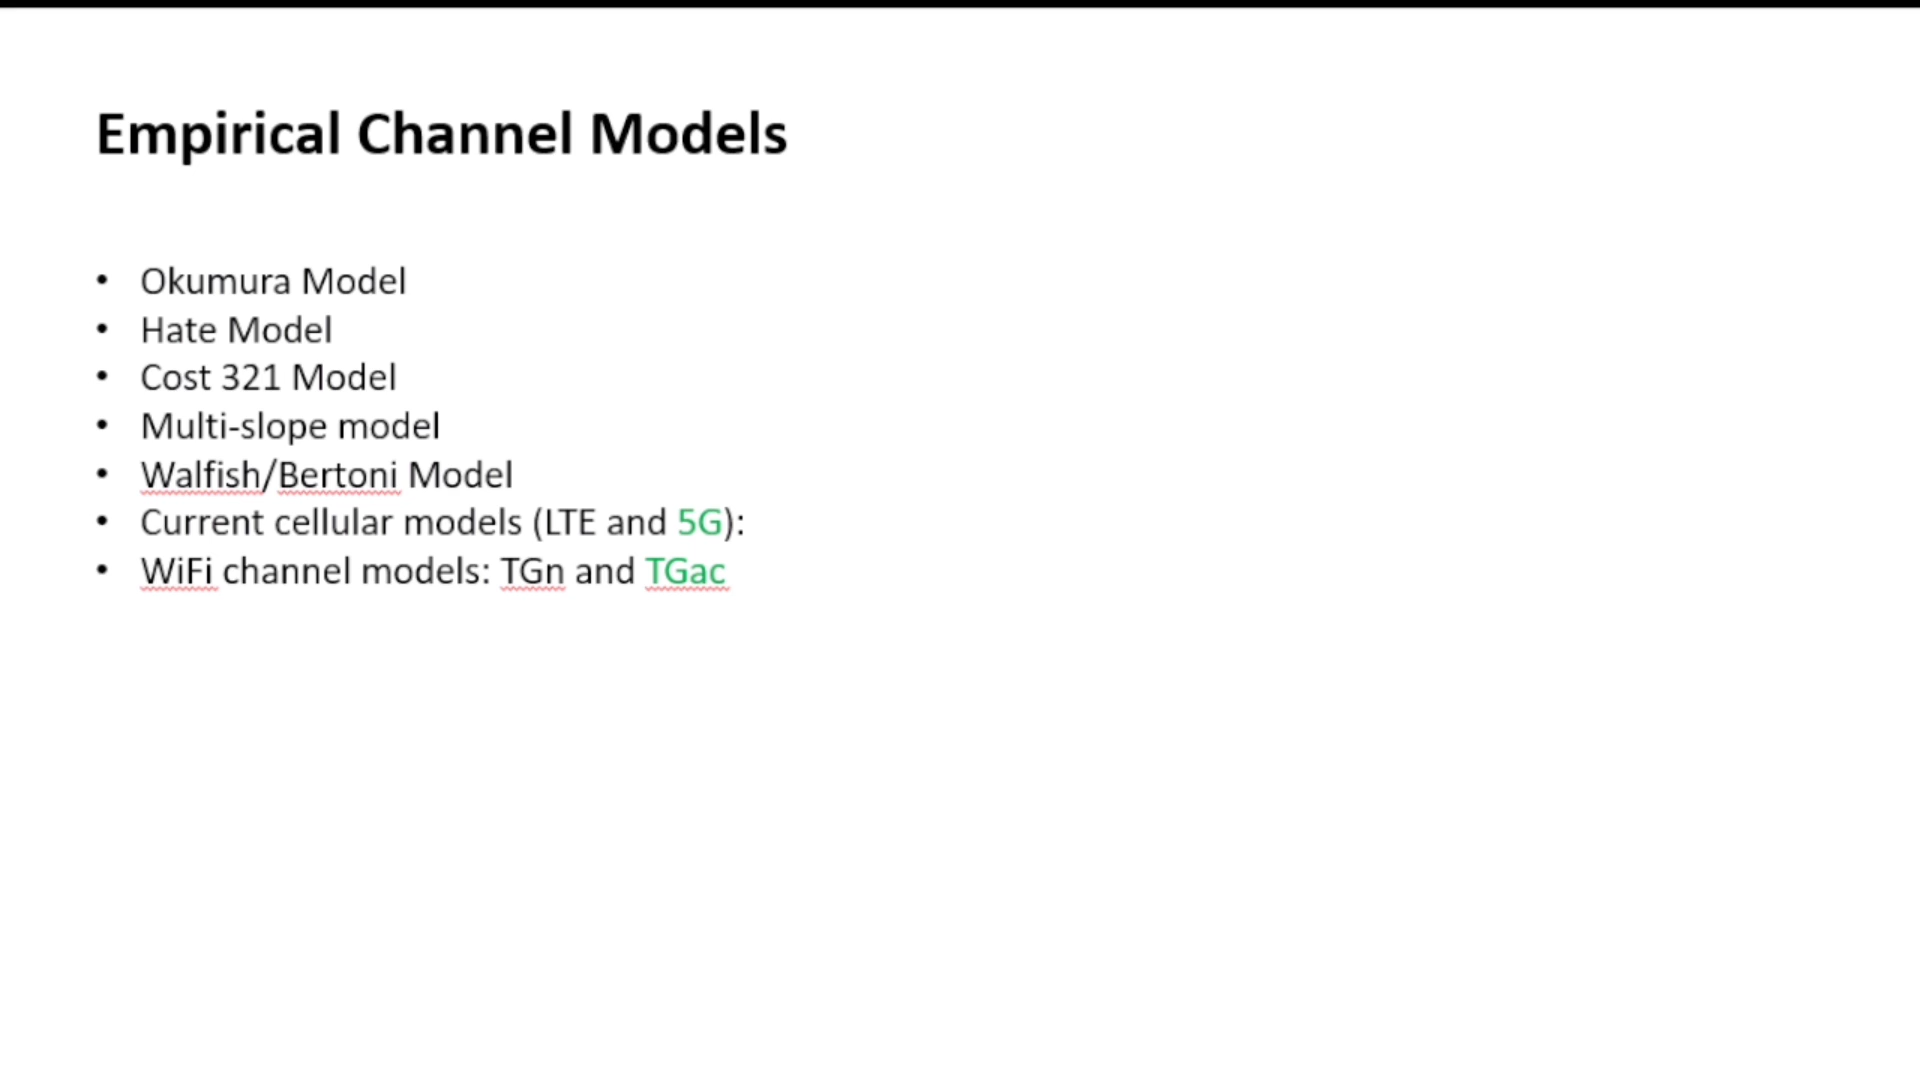 Empirical Channel Models
• Okumura Model
• Hate Model
• Cost 321 Model
• Multi-slope model
• Walfish/Bertoni Model
• Current cellular models (LTE and 5G):
• WiFi channel models: TGn and TGac